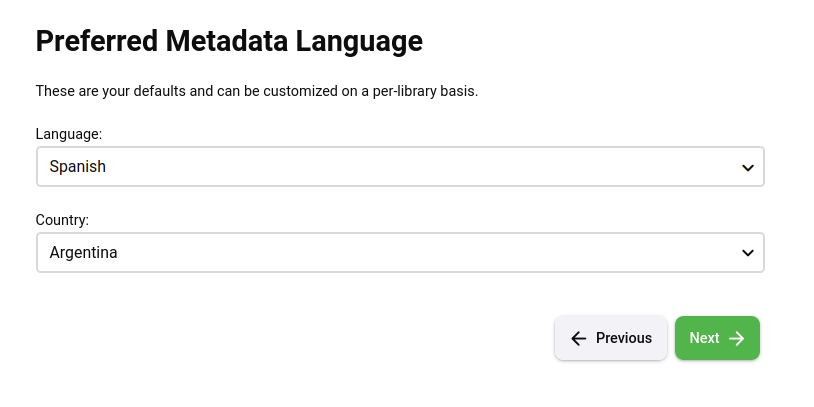 Preferred Metadata Language
These are your defaults and can be customized on a per-library basis.
Language:
Spanish
Country:
Argentina
Previous
Next